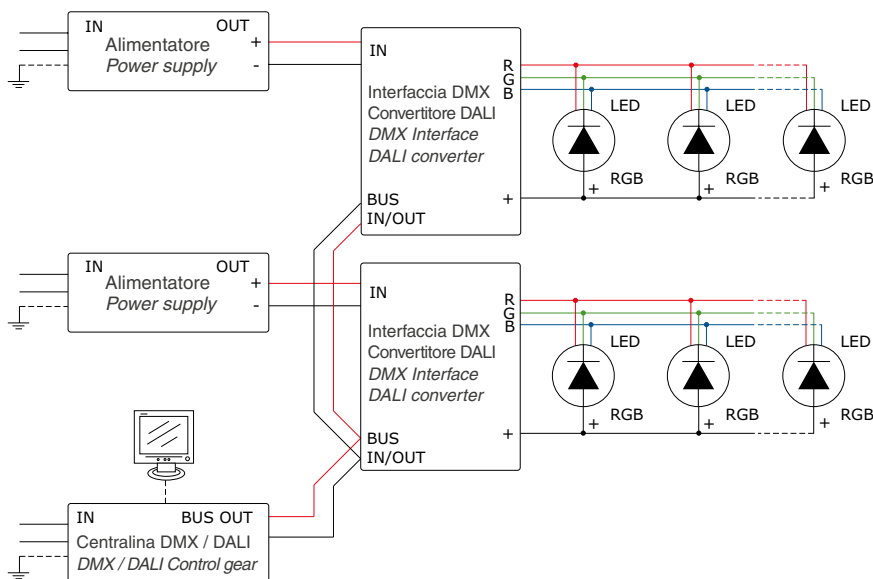 IN OUT
Alimentatore
Power supply
+
-
IN
Interfaccia DMX
Convertitore DALI
DMX Interface
DALI converter
BUS
IN/OUT
+
R
G
B
LED
LED
LED
+ RGB
+ RGB
+ RGB
IN OUT
Alimentatore
Power supply
+
-
IN
Interfaccia DMX
Convertitore DALI
DMX Interface
DALI converter
BUS
IN/OUT
+
R
G
B
LED
LED
LED
+ RGB
+ RGB
+ RGB
IN BUS OUT
Centralina DMX / DALI
DMX / DALI Control gear